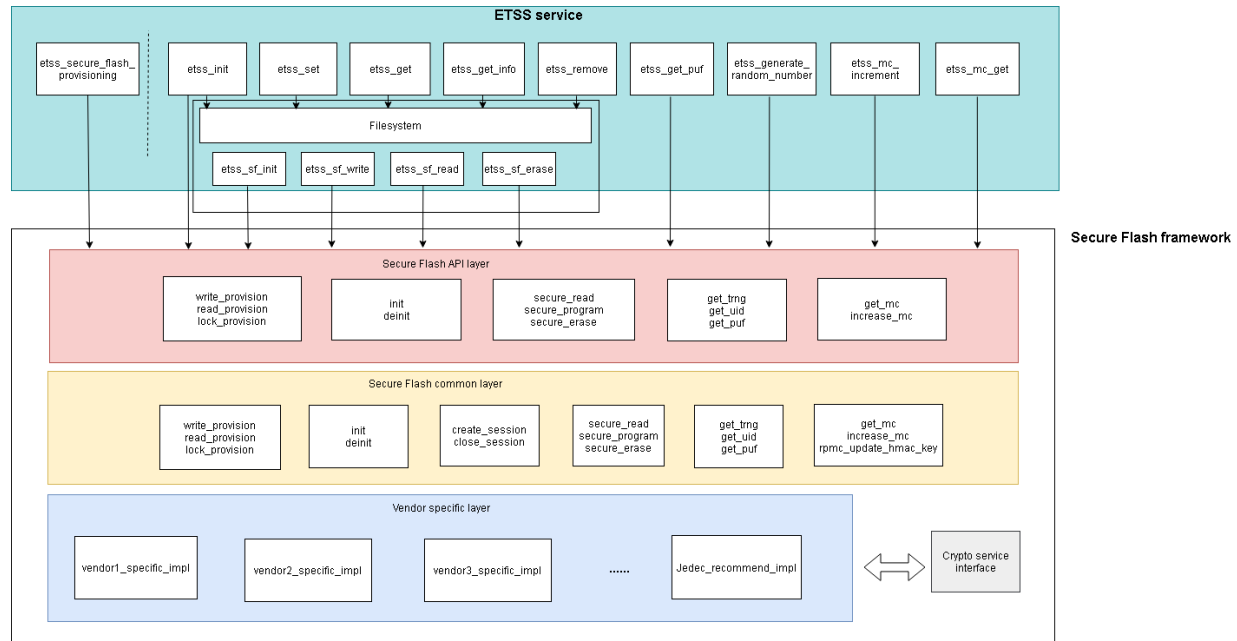 ETSS service
etss_secure_flash_
provisioning
etss_init
etss_set
etss_get
etss_get_info
etss_remove
etss_get_puf
etss_generate_
random_number
etss_mc_
increment
etss_mc_get
Filesystem
etss_sf_init
etss_sf_write
etss_sf_read
etss_sf_erase
Secure Flash framework
Secure Flash API layer
write_provision
read_provision
lock_provision
init
deinit
secure_read
secure_program
secure_erase
get_trng
get_uid
get_puf
get_mc
increase_mc
Secure Flash common layer
write_provision
read_provision
lock_provision
init
deinit
create_session
close_session
secure_read
secure_program
secure_erase
get_trng
get_uid
get_puf
get_mc
increase_mc
rpmc_update_hmac_key
Vendor specific layer
vendor1_specific_impl
vendor2_specific_impl
vendor3_specific_impl
......
Jedec_recommend_impl
Crypto service
interface